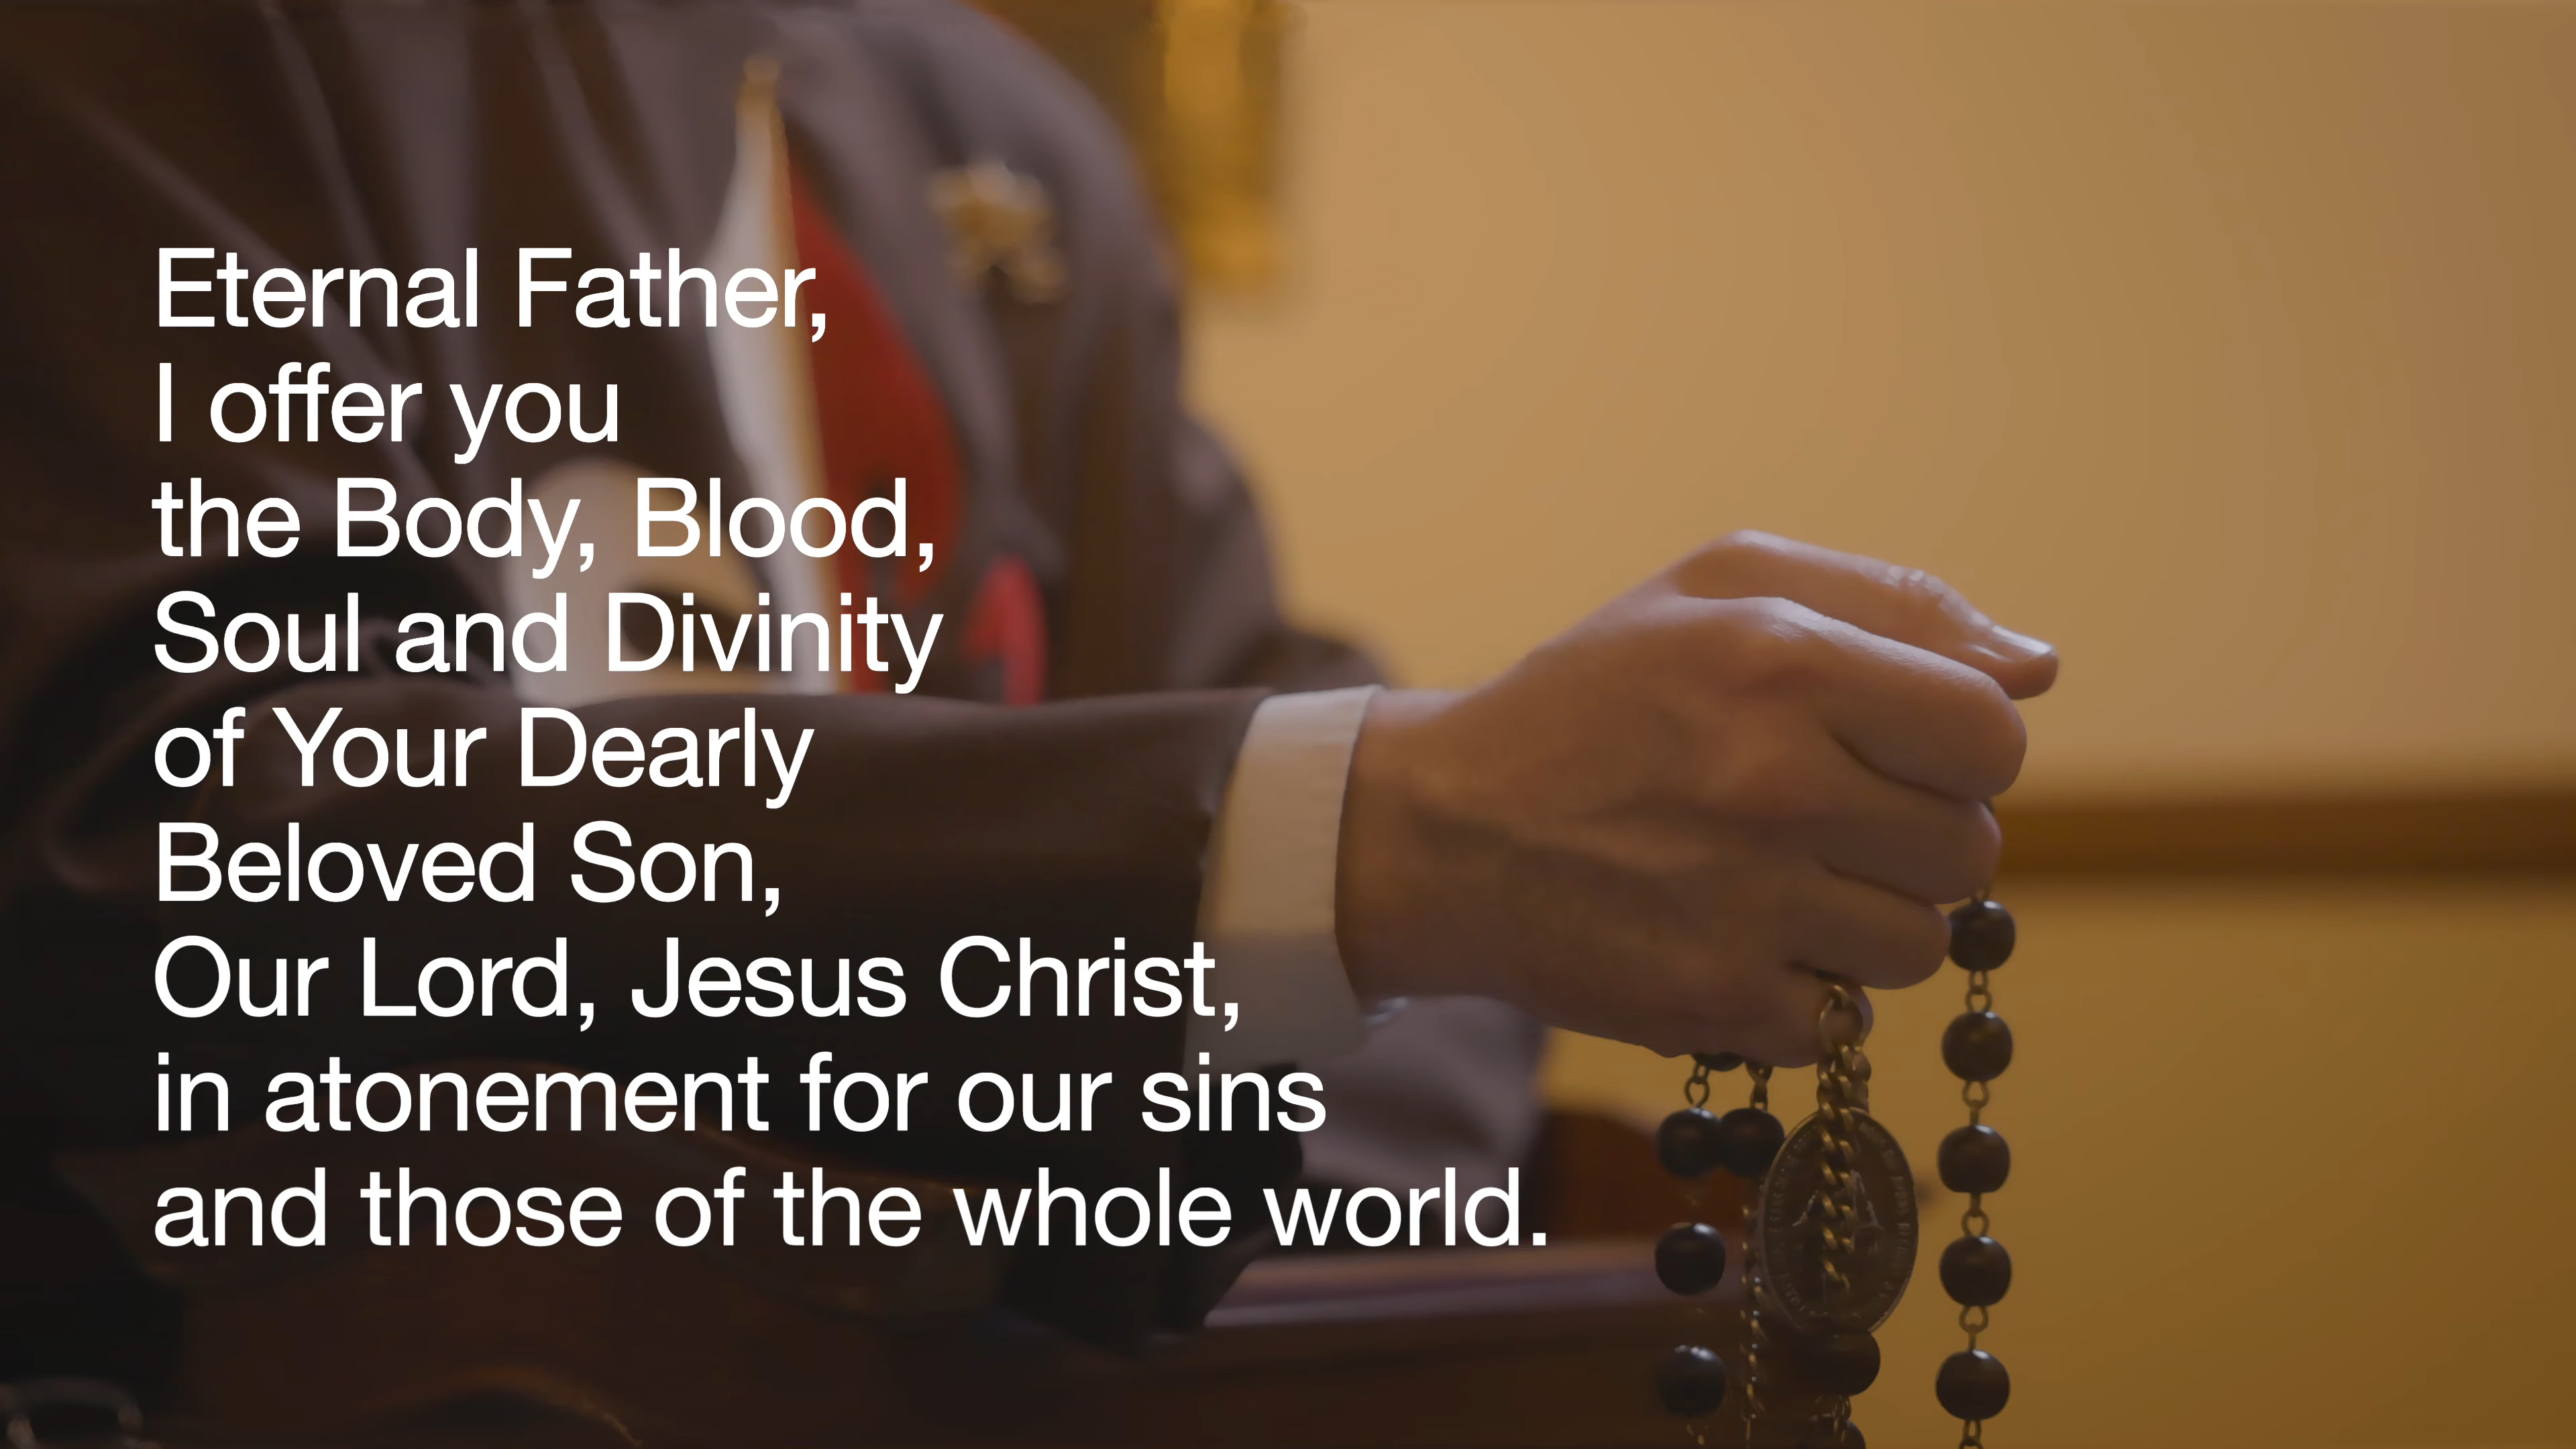 Eternal Father,
I offer you
the Body, Blood,
Soul and Divinity
of Your Dearly
Beloved Son,
Our Lord, Jesus Christ,
in atonement for our sins
and those of the whole world.